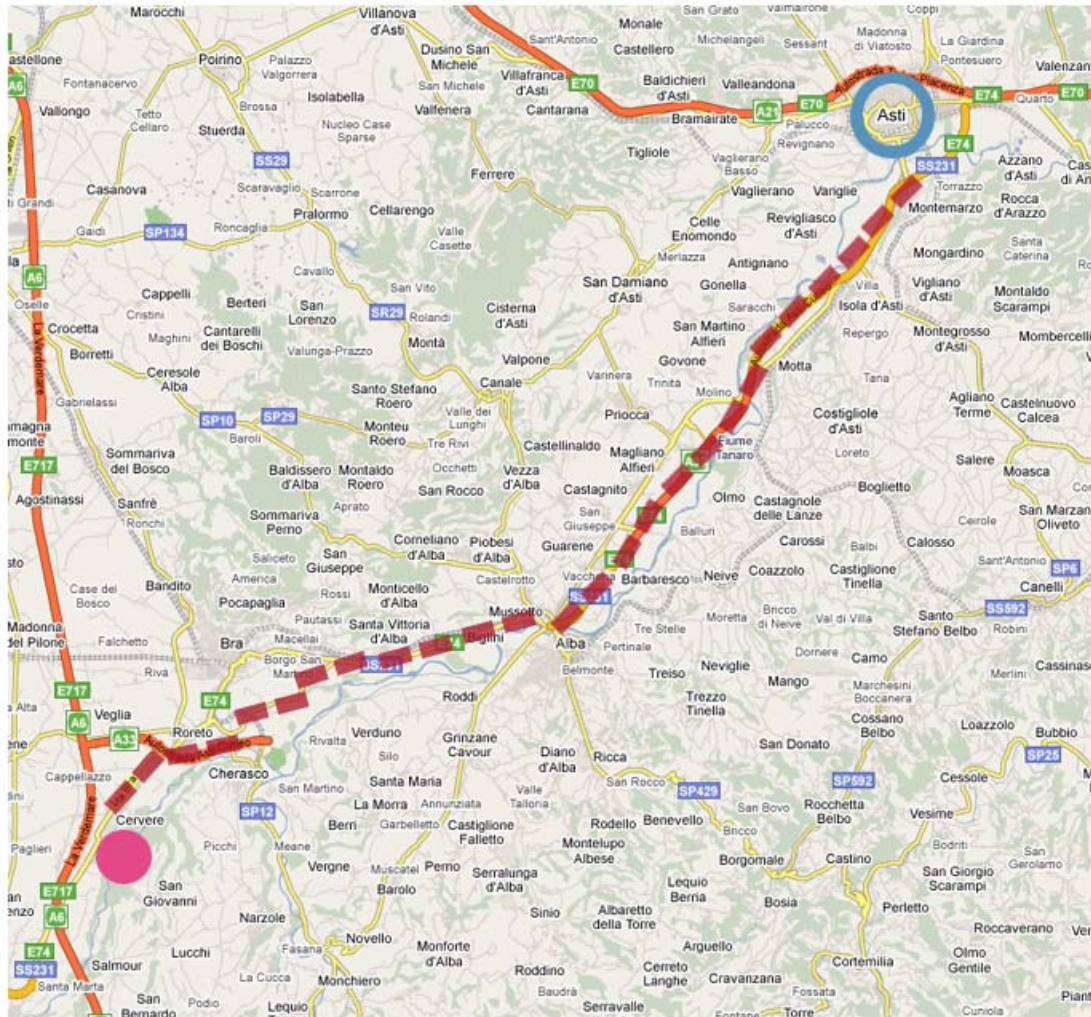 Marocchi
Villanova
d'Asti
Monale
San Grato
Valmairone
Coppi
Sant'Antonio
Michelangeli
Sessant
Madonna
di Viatosto
La Giardina
Pontesuero
Dusino San
Michele
Castellero
Poirino
Palazzo
Valgorrera
San Michele
Villafranca
d'Asti
E70
Baldichieri
d'Asti
Valleandona
Autostrada
Piacenza
Valenzan
A6
Fontanacervo
Vallongo
Tetto
Cellaro
Brossa
Isolabella
Valfenera
Cantarana
Bramairate
A21
E70
Palucco
Asti
E74
Quarto
E70
Stuerda
Nucleo Case
Sparse
Revignano
E74
SS29
Tigliole
Vaglierano
Basso
SS231
Azzano
d'Asti
Casanova
Scaravaglio
Scarrone
Ferrere
Vaglierano
Variglie
Torrazzo
Rocca
d'Arazzo
Pralormo
Cellarengo
Celle
Enomondo
Revigliasco
d'Asti
Montemarzo
Gaidi
SP134
Roncaglia
Valle
Casette
Merlazza
Antignano
Mongardino
Santa
Caterina
A6
Cavallo
San Vito
San Damiano
d'Asti
Gonella
Villa
Vigliano
d'Asti
Montaldo
Scarampi
Oselle
Cappelli
Cristini
Berteri
San
Lorenzo
SR29
Rolandi
Cisterna
d'Asti
Saracchi
Isola d'Asti
Crocetta
Maghini
Cantarelli
dei Boschi
Montà
San Martino
Alfieri
Repergo
Montegrosso
d'Asti
Mombercelli
La Verdemare
Borretti
Valunga-Prazzo
Valpone
Govone
Motta
Ceresole
Alba
Santo Stefano
Roero
Canale
Varinera
Trinità
Molino
Tana
Agliano
Terme
Castelnuovo
Calcea
Gabrielassi
SP10
SP29
Monteu
Roero
Valle dei
Lunghi
Priocca
Costigliole
d'Asti
Baroli
Tre Rivi
Castellinaldo
Fiume
Tanaro
Loreto
Salere
Sommariva
del Bosco
Baldissero
d'Alba
Montaldo
Roero
Occhetti
Vezza
d'Alba
Magliano
Alfieri
Moasca
E717
Agostinassi
Sanfrè
Aprato
San Rocco
Castagnito
Olmo
Castagnole
delle Lanze
Boglietto
San Marzan
Oliveto
Ronchi
Sommariva
Perno
San
Giuseppe
Ceirole
Corneliano
d'Alba
Piobesi
d'Alba
Guarene
Balluri
Carossi
Balbi
Calosso
Sant'Antonio
Saliceto
San
Giuseppe
SP6
Case del
Bosco
Bandito
America
Rossi
Castelrotto
Barbaresco
Neive
Coazzolo
Castiglione
Tinella
Canelli
Pocapaglia
Monticello
d'Alba
SS592
Madonna
del Pilone
Pautassi
Mussotto
Moretta
Bricco
di Neive
Val di Villa
Santo
Stefano Belbo
Robini
Falchetto
Bra
Macellai
Santa Vittoria
d'Alba
Biglini
Alba
Tre Stelle
Pertinale
Dornere
Camo
Merlini
Riva
Borgo San
Belmonte
Treiso
Neviglie
Mango
Marchesini
Boccanera
Cassinas
E717
E74
Roddi
Trezzo
Tinella
Cossano
Belbo
Loazzolo
A6
Veglia
A33
Roreto
Verduno
Grinzane
Cavour
San Donato
Bubbio
Rivalta
Silo
Diano
d'Alba
Ricca
SP25
Cappellazzo
Cherasco
Santa Maria
San Rocco
SP592
Cessole
San Martino
Valle
Talloria
SP429
San Bovo
Rocchetta
Belbo
Vesime
SP12
La Morra
Annunziata
Benevello
Cervere
Berri
Garbelletto
Castiglione
Falletto
Rodello
Bricco
Paglieri
La Verdemare
Picchi
Meane
Montelupo
Albese
Bodriti
San
Gerolamo
Vergne
Muscatel
Perno
Borgomale
Castino
E717
San
Giovanni
Barolo
Serralunga
d'Alba
Lequio
Berria
San Giorgio
Scarampi
A6
Bosia
Perletto
Narzole
Sinio
Albaretto
della Torre
Roccaverano
Novello
E74
Lucchi
Fasana
Monforte
d'Alba
Arguello
Olmo
Gentile
SS231
Salmour
La Cucca
Roddino
Cerreto
Langhe
Cravanzana
Cortemilia
Santa Marta
Monchiero
Baudrà
Fossata
San
Bernardo
Podio
Lequio
Serravalle
Torre
Cuniola